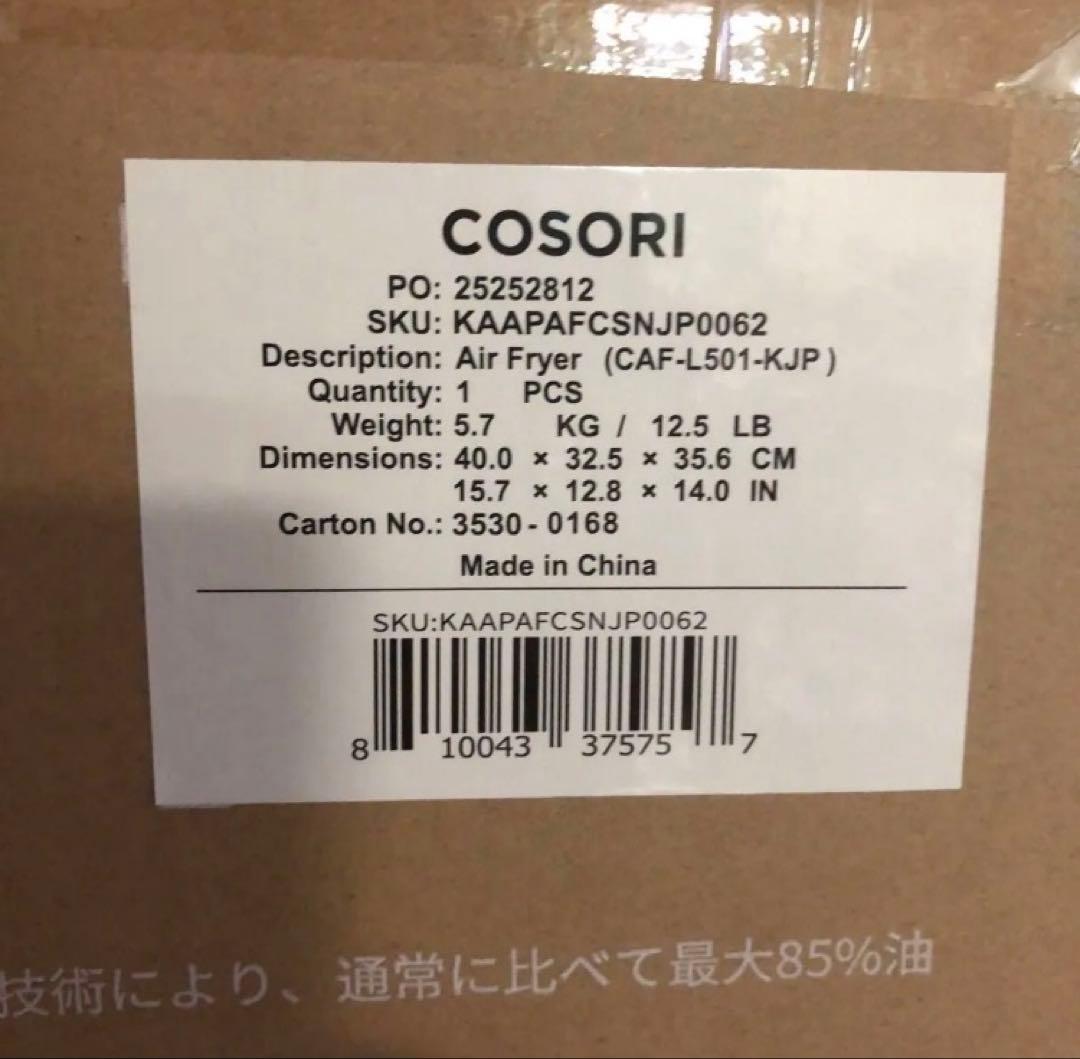 COSORI
PO: 25252812
SKU: KAAPAFCSNJP0062
Description: Air Fryer (CAF-L501-KJP )
Quantity: 1 PCS
Weight: 5.7 KG / 12.5 LB
Dimensions: 40.0 × 32.5 × 35.6 CM
15.7 × 12.8 × 14.0 IN
Carton No.: 3530 - 0168
Made in China
SKU:KAAPAFCSNJP0062
8 10043 37575 7
技術により、通常に比べて最大85%油